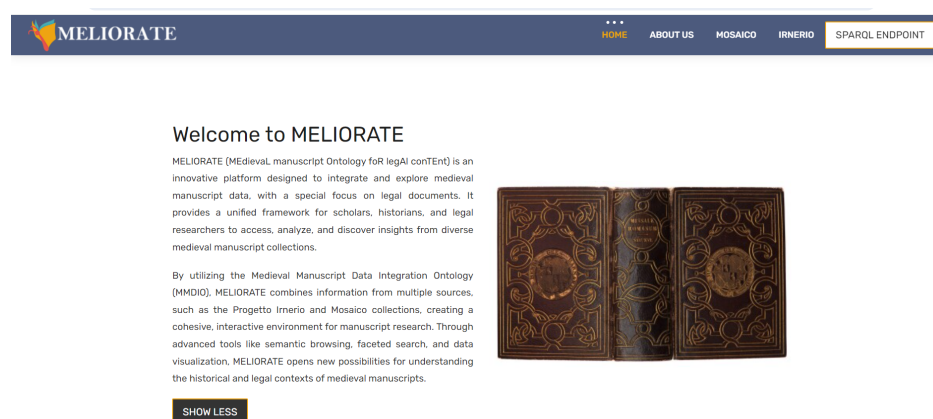 MELIORATE
HOME ABOUT US MOSAICO IRNERIO SPARQL ENDPOINT
Welcome to MELIORATE
MELIORATE (MEdievaL manuscrIpt Ontology foR legAl conTEnt) is an
innovative platform designed to integrate and explore medieval
manuscript data, with a special focus on legal documents. It
provides a unified framework for scholars, historians, and legal
researchers to access, analyze, and discover insights from diverse
medieval manuscript collections.
By utilizing the Medieval Manuscript Data Integration Ontology
(MMDIO), MELIORATE combines information from multiple sources,
such as the Progetto Irnerio and Mosaico collections, creating a
cohesive, interactive environment for manuscript research. Through
advanced tools like semantic browsing, faceted search, and data
visualization, MELIORATE opens new possibilities for understanding
the historical and legal contexts of medieval manuscripts.
SHOW LESS